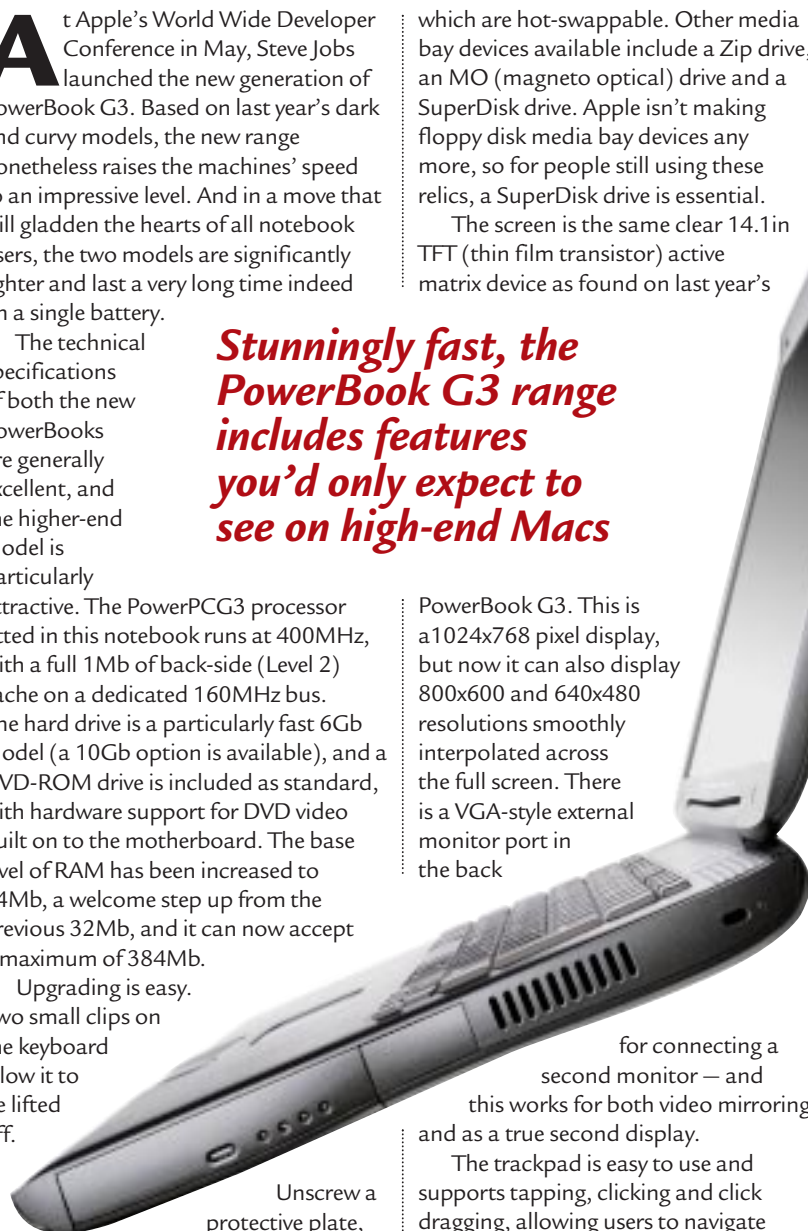 At Apple's World Wide Developer
Conference in May, Steve Jobs
launched the new generation of
owerBook G3. Based on last year's dark
nd curvy models, the new range
onetheless raises the machines' speed
o an impressive level. And in a move that
ill gladden the hearts of all notebook
sers, the two models are significantly
ghter and last a very long time indeed
n a single battery.
The technical
pecifications
f both the new
owerBooks
re generally
xcellent, and
he higher-end
odel is
articularly
ttractive. The PowerPCG3 processor
tted in this notebook runs at 400MHz,
ith a full 1Mb of back-side (Level 2)
ache on a dedicated 160MHz bus.
he hard drive is a particularly fast 6Gb
odel (a 10Gb option is available), and a
VD-ROM drive is included as standard,
ith hardware support for DVD video
uilt on to the motherboard. The base
vel of RAM has been increased to
4Mb, a welcome step up from the
revious 32Mb, and it can now accept
maximum of 384Mb.
Upgrading is easy.
wo small clips on
he keyboard
low it to
e lifted
ff.
Unscrew a
protective plate,
Stunningly fast, the
PowerBook G3 range
includes features
you'd only expect to
see on high-end Macs
which are hot-swappable. Other media
bay devices available include a Zip drive,
an MO (magneto optical) drive and a
SuperDisk drive. Apple isn't making
floppy disk media bay devices any
more, so for people still using these
relics, a SuperDisk drive is essential.
The screen is the same clear 14.1in
TFT (thin film transistor) active
matrix device as found on last year's
PowerBook G3. This is
a1024x768 pixel display,
but now it can also display
800x600 and 640x480
resolutions smoothly
interpolated across
the full screen. There
is a VGA-style external
monitor port in
the back
for connecting a
second monitor — and
this works for both video mirroring
and as a true second display.
The trackpad is easy to use and
supports tapping, clicking and click
dragging, allowing users to navigate